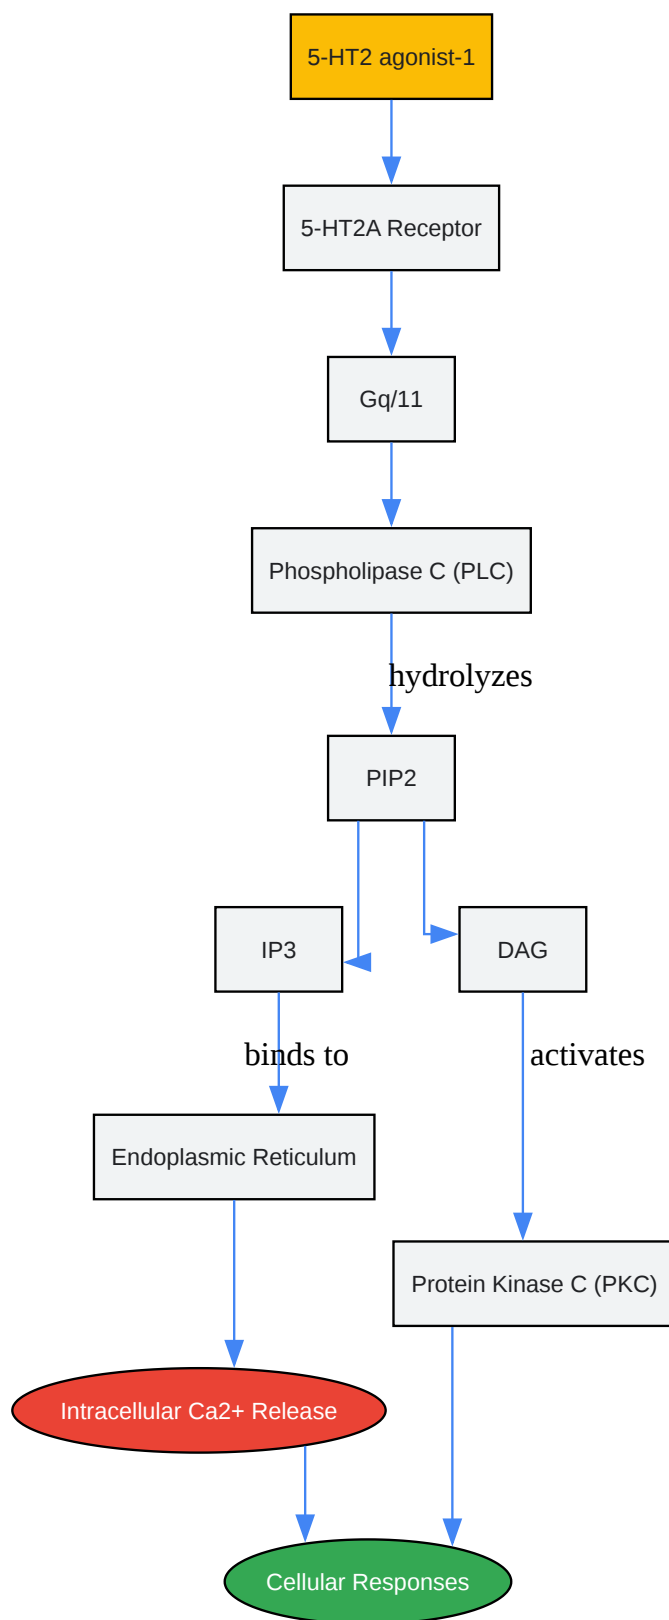 5-HT2 agonist-1
5-HT2A Receptor
Gq/11
Phospholipase C (PLC)
hydrolyzes
PIP2
IP3
DAG
binds to
activates
Endoplasmic Reticulum
Protein Kinase C (PKC)
Intracellular Ca2+ Release
Cellular Responses